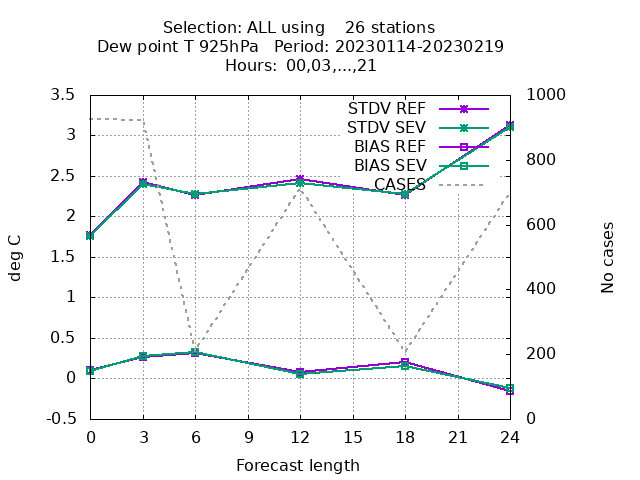 Selection: ALL using    26 stations
Dew point T 925hPa   Period: 20230114-20230219
Hours: 00,03,...,21
STDV REF
STDV SEV
BIAS REF
BIAS SEV
CASES
deg C
3.5
3
2.5
2
1.5
1
0.5
0
-0.5
No cases
1000
800
600
400
200
0
0 3 6 9 12 15 18 21 24
Forecast length